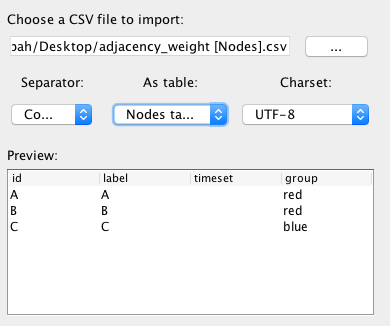 Choose a CSV file to import:
oah/Desktop/adjacency_weight [Nodes].csv ...
Separator: As table: Charset:
Co... Nodes ta... UTF-8
Preview:
id label timeset group
A A red
B B red
C C blue